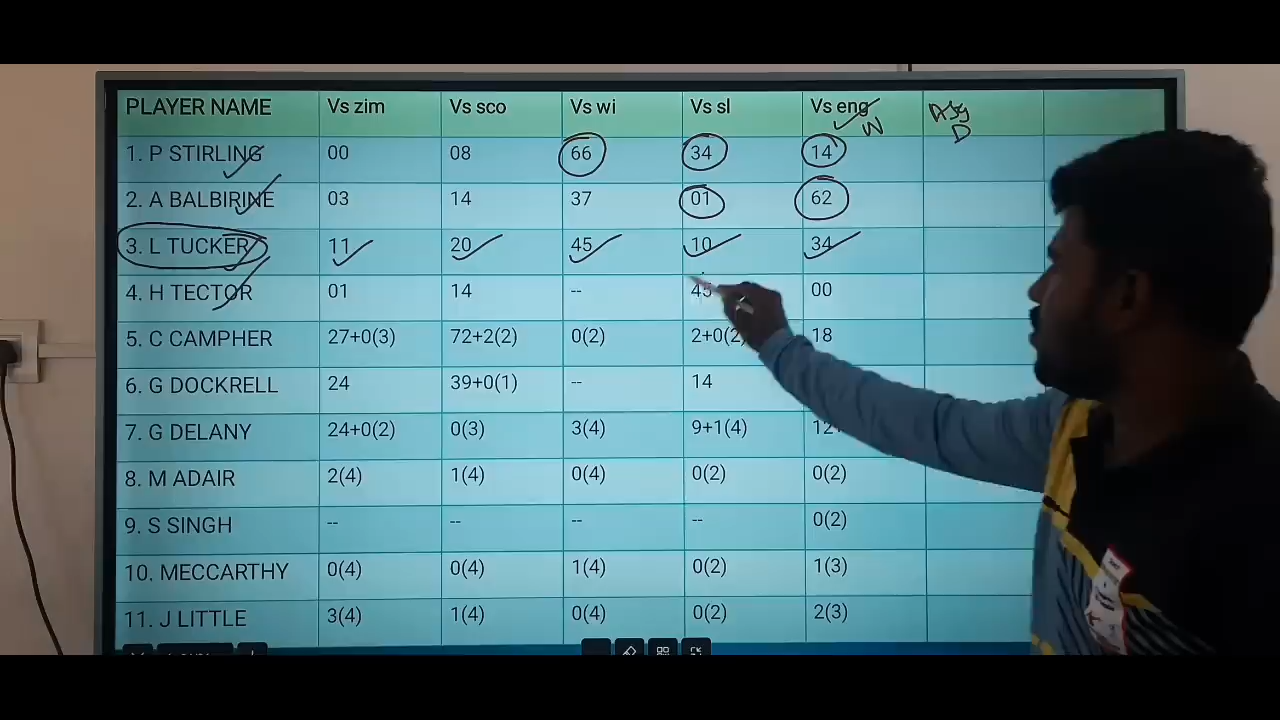 PLAYER NAME Vs zim Vs sco Vs wi Vs sl Vs eng
W
D
1. P STIRLING 00 08 66 34 14
2. A BALBIRINE 03 14 37 01 62
3. L TUCKER 11 20 45 10 34
4. H TECTOR 01 14 -- 45 00
5. C CAMPHER 27+0(3) 72+2(2) 0(2) 2+0(2) 18
6. G DOCKRELL 24 39+0(1) -- 14
7. G DELANY 24+0(2) 0(3) 3(4) 9+1(4) 12+
8. M ADAIR 2(4) 1(4) 0(4) 0(2) 0(2)
9. S SINGH -- -- -- -- 0(2)
10. MECCARTHY 0(4) 0(4) 1(4) 0(2) 1(3)
11. J LITTLE 3(4) 1(4) 0(4) 0(2) 2(3)